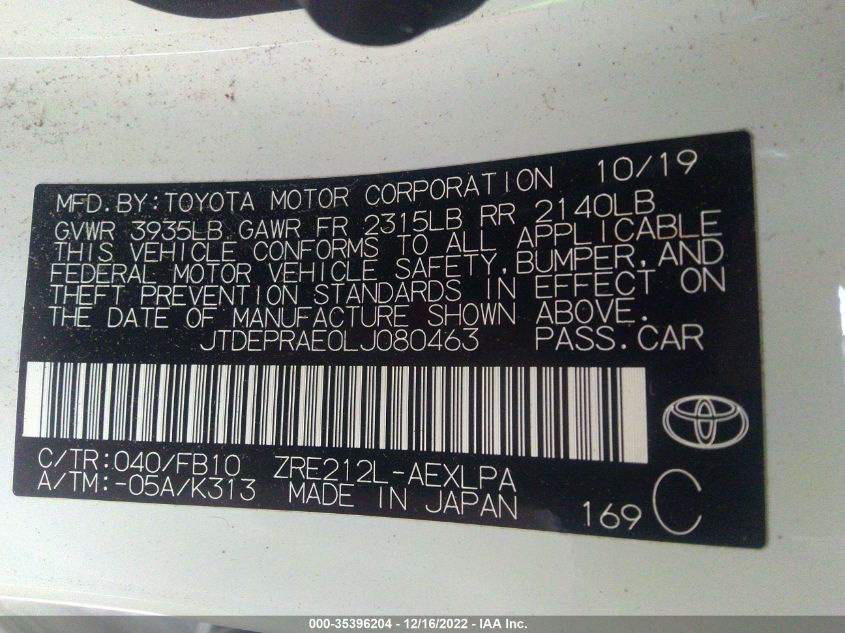 MFD.BY:TOYOTA MOTOR CORPORATION 10/19
GVWR 3935LB GAWR FR 2315LB RR 2140LB
THIS VEHICLE CONFORMS TO ALL APPLICABLE
FEDERAL MOTOR VEHICLE SAFETY,BUMPER,AND
THEFT PREVENTION STANDARDS IN EFFECT ON
THE DATE OF MANUFACTURE SHOWN ABOVE.
JTDEPRAE0LJ080463 PASS.CAR
C/TR:040/FB10 ZRE212L-AEXLPA
A/TM:-05A/K313 MADE IN JAPAN
169 C
000-35396204 - 12/16/2022 - IAA Inc.